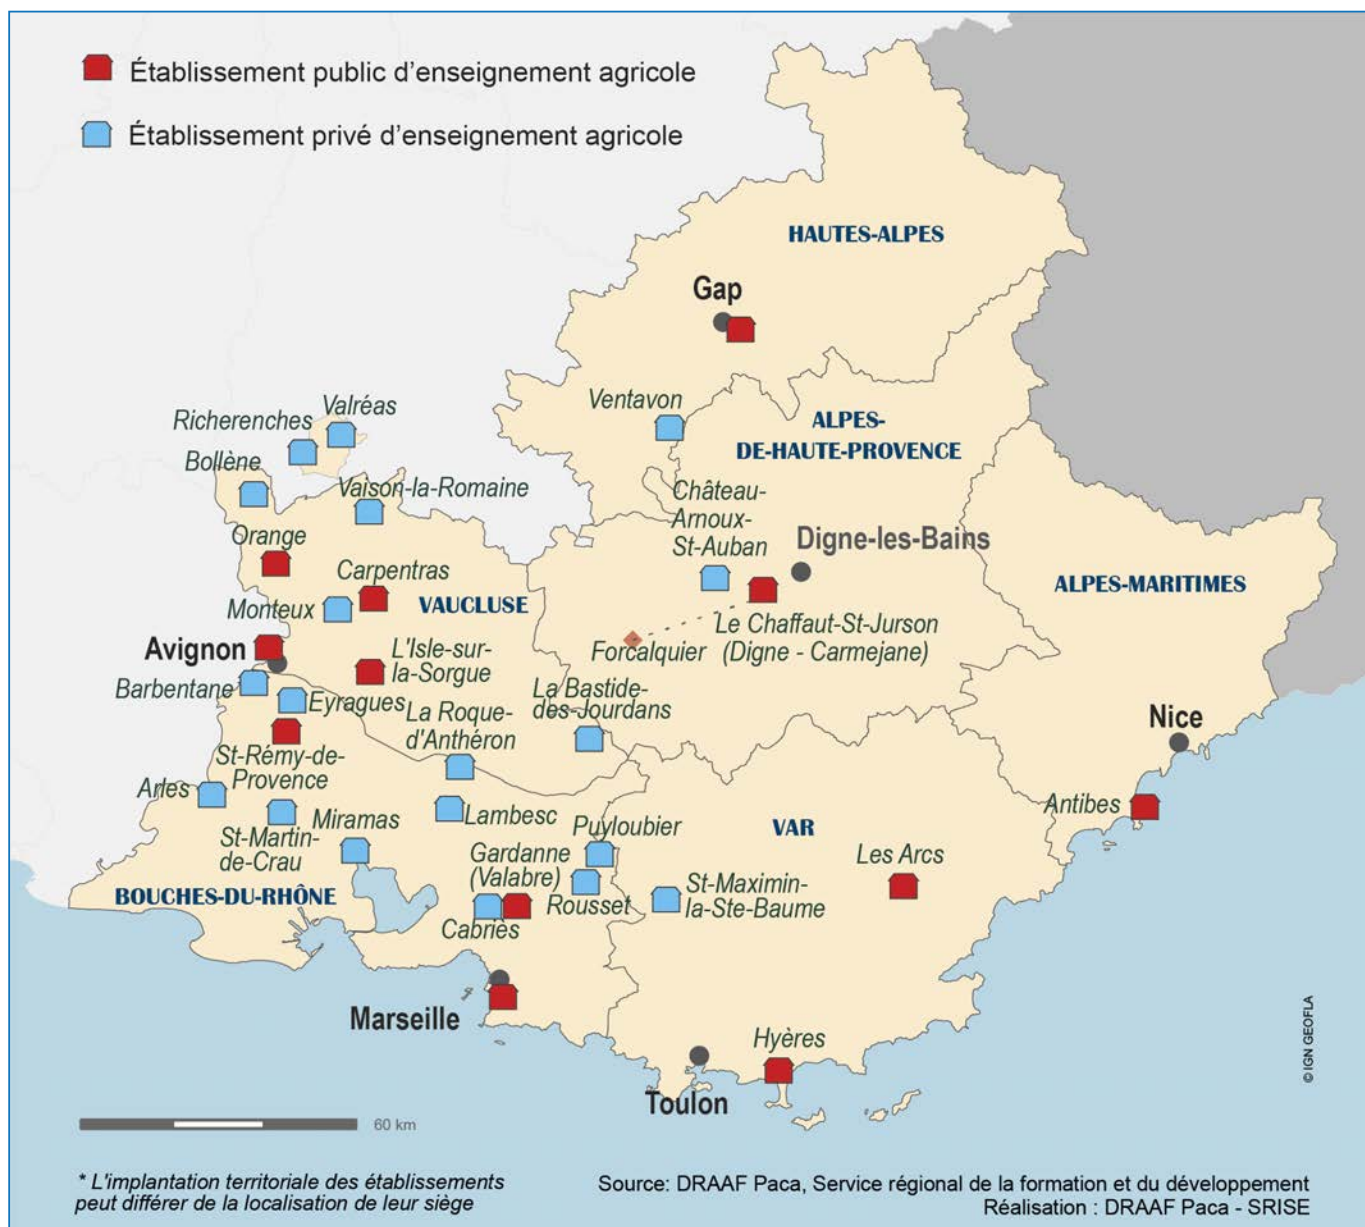 Établissement public d'enseignement agricole
Établissement privé d'enseignement agricole
HAUTES-ALPES
Gap
Ventavon
Valréas
Richerenches
Bollène
Vaison-la-Romaine
Orange
Carpentras
Monteux
VAUCLUSE
Avignon
L'Isle-sur-
la-Sorgue
Barbentane
Eyragues
ALPES-
DE-HAUTE-PROVENCE
Château-
Arnoux-
St-Auban
Digne-les-Bains
ALPES-MARITIMES
Le Chaffaut-St-Jurson
(Digne - Carmejane)
Forcalquier
La Bastide-
des-Jourdans
La Roque-
d'Anthéron
St-Rémy-de-
Provence
Arles
St-Martin-
de-Crau
Miramas
Lambesc
Puyloubier
Gardanne
(Valabre)
Rousset
Cabriès
BOUCHES-DU-RHÔNE
Marseille
VAR
St-Maximin-
la-Ste-Baume
Les Arcs
Nice
Antibes
Hyères
Toulon
© IGN GEOFLA
60 km
* L'implantation territoriale des établissements
peut différer de la localisation de leur siège
Source: DRAAF Paca, Service régional de la formation et du développement
Réalisation : DRAAF Paca - SRISE